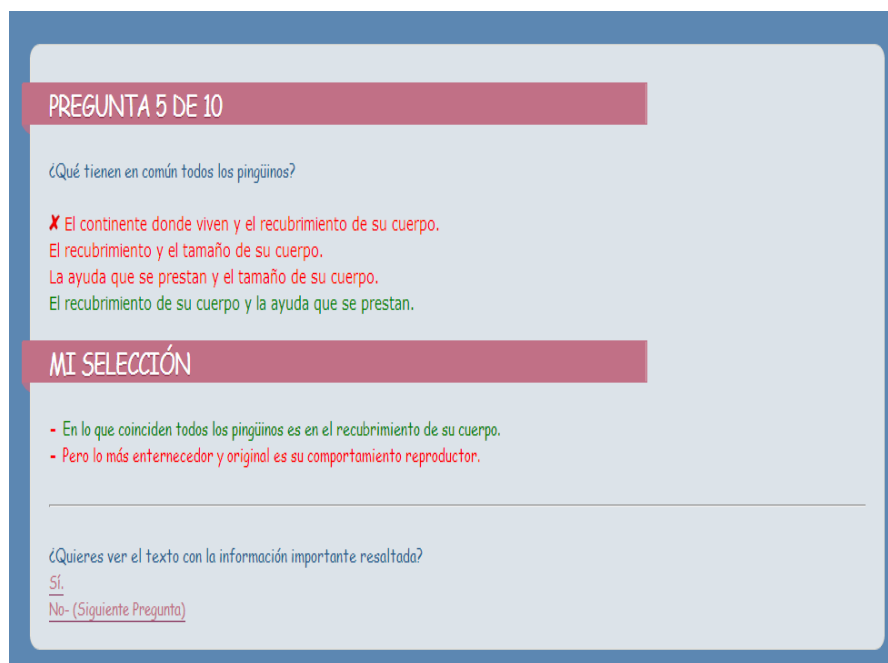 PREGUNTA 5 DE 10
¿Qué tienen en común todos los pingüinos?
✘ El continente donde viven y el recubrimiento de su cuerpo.
El recubrimiento y el tamaño de su cuerpo.
La ayuda que se prestan y el tamaño de su cuerpo.
El recubrimiento de su cuerpo y la ayuda que se prestan.
MI SELECCIÓN
- En lo que coinciden todos los pingüinos es en el recubrimiento de su cuerpo.
- Pero lo más enternecedor y original es su comportamiento reproductor.
¿Quieres ver el texto con la información importante resaltada?
Sí.
No- (Siguiente Pregunta)